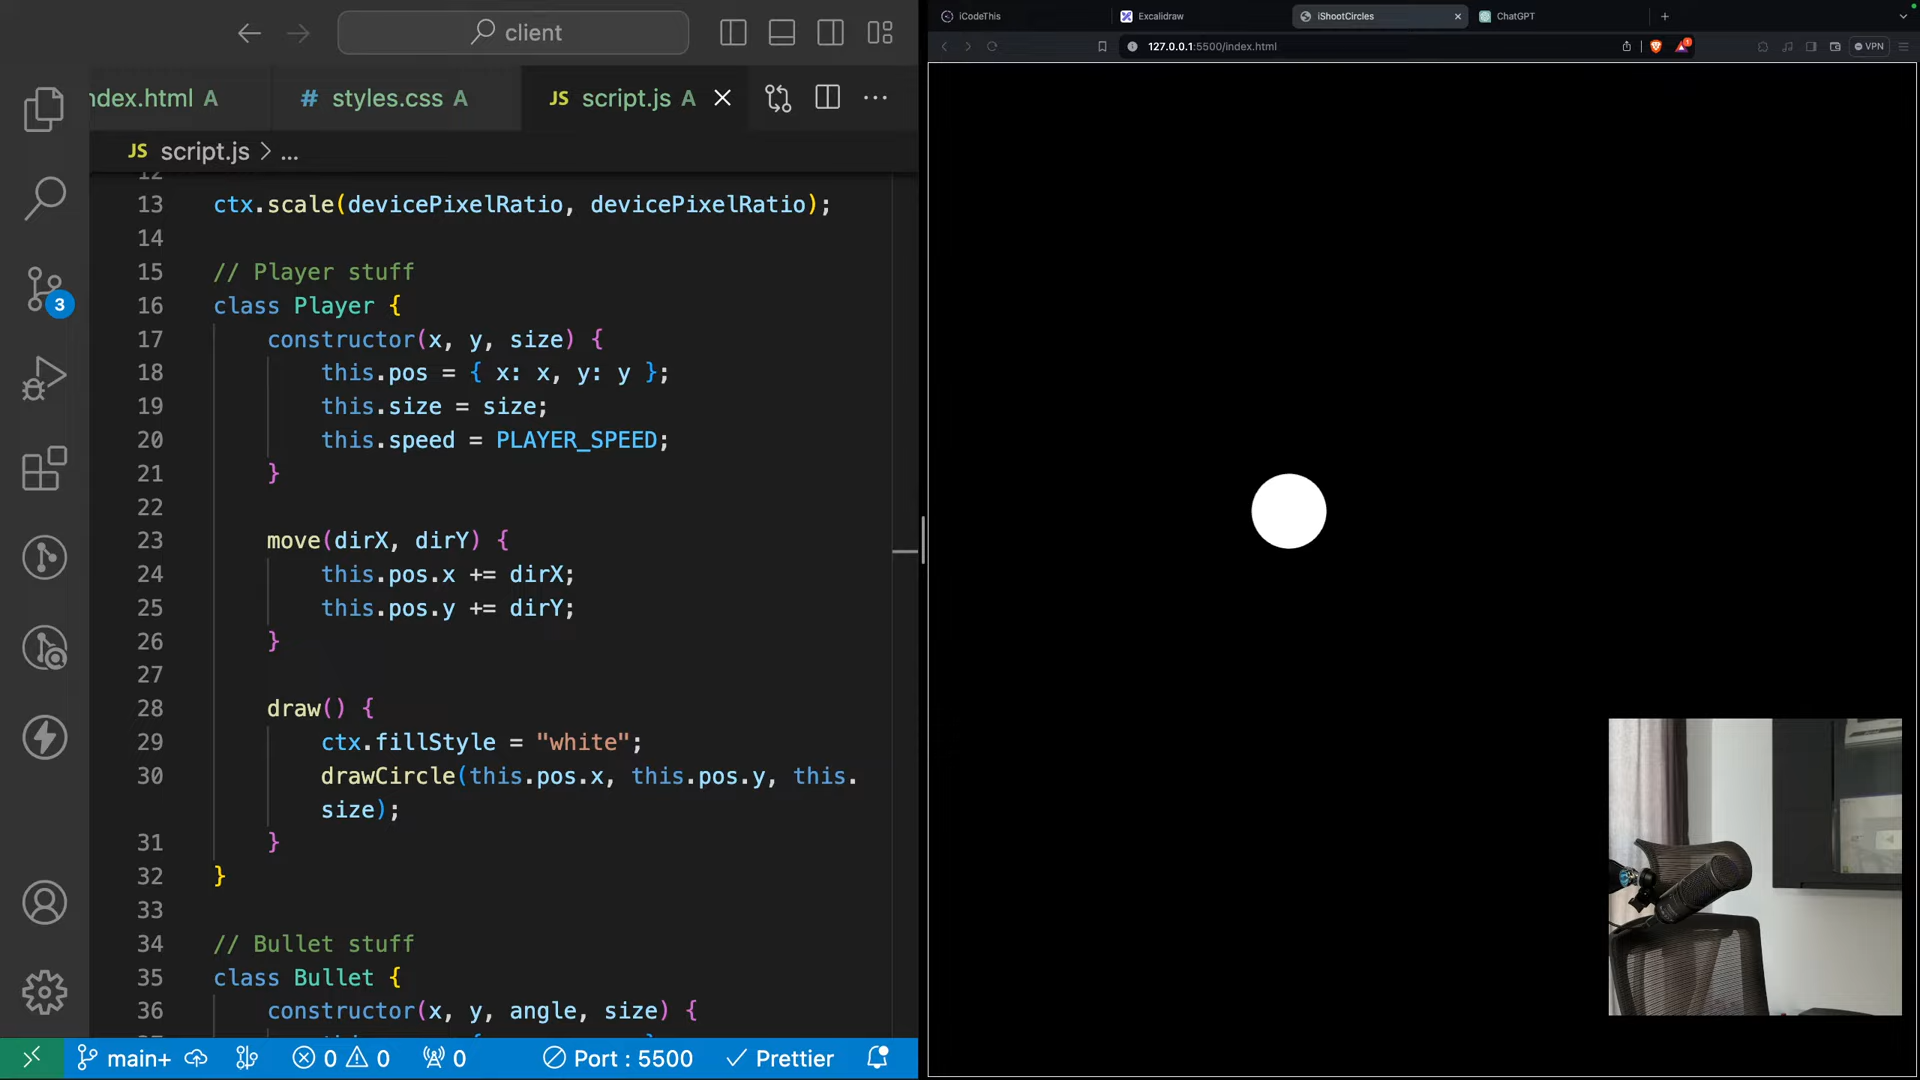 client
ndex.html A
# styles.css A
JS script.js A
JS script.js > ...
12
13 ctx.scale(devicePixelRatio, devicePixelRatio);
14
15 // Player stuff
16 class Player {
17 constructor(x, y, size) {
18 this.pos = { x: x, y: y };
19 this.size = size;
20 this.speed = PLAYER_SPEED;
21 }
22
23 move(dirX, dirY) {
24 this.pos.x += dirX;
25 this.pos.y += dirY;
26 }
27
28 draw() {
29 ctx.fillStyle = "white";
30 drawCircle(this.pos.x, this.pos.y, this.
size);
31 }
32 }
33
34 // Bullet stuff
35 class Bullet {
36 constructor(x, y, angle, size) {
3
main+
0 0
0
Port : 5500
Prettier
iCodeThis
Excalidraw
iShootCircles
ChatGPT
127.0.0.1:5500/index.html
1
VPN